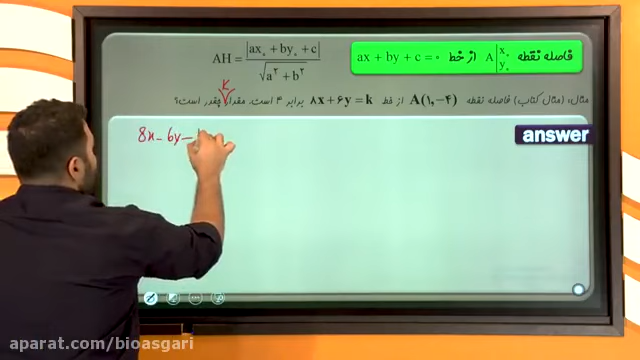 فاصله نقطه A|x₀ y₀ از خط ax + by + c = ۰
AH = |ax₀ + by₀ + c| / √(a² + b²)
k
مثال: (مثال کتاب) فاصله نقطه A(۱,−۴) از خط ۸x + ۶y = k برابر ۴ است. مقدار چقدر است؟
answer
8x − 6y −
aparat.com/bioasgari